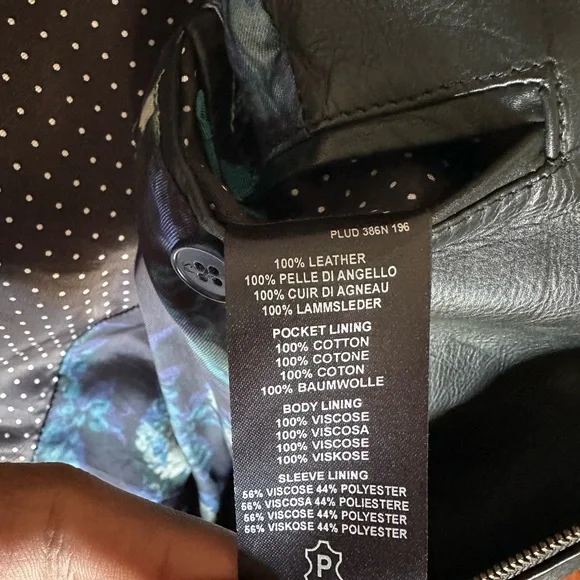 PLUD 386N 196
100% LEATHER
100% PELLE DI ANGELLO
100% CUIR DI AGNEAU
100% LAMMSLEDER
POCKET LINING
100% COTTON
100% COTONE
100% COTON
100% BAUMWOLLE
BODY LINING
100% VISCOSE
100% VISCOSA
100% VISCOSE
100% VISKOSE
SLEEVE LINING
56% VISCOSE 44% POLYESTER
56% VISCOSA 44% POLIESTERE
56% VISCOSE 44% POLYESTER
56% VISKOSE 44% POLYESTER
P